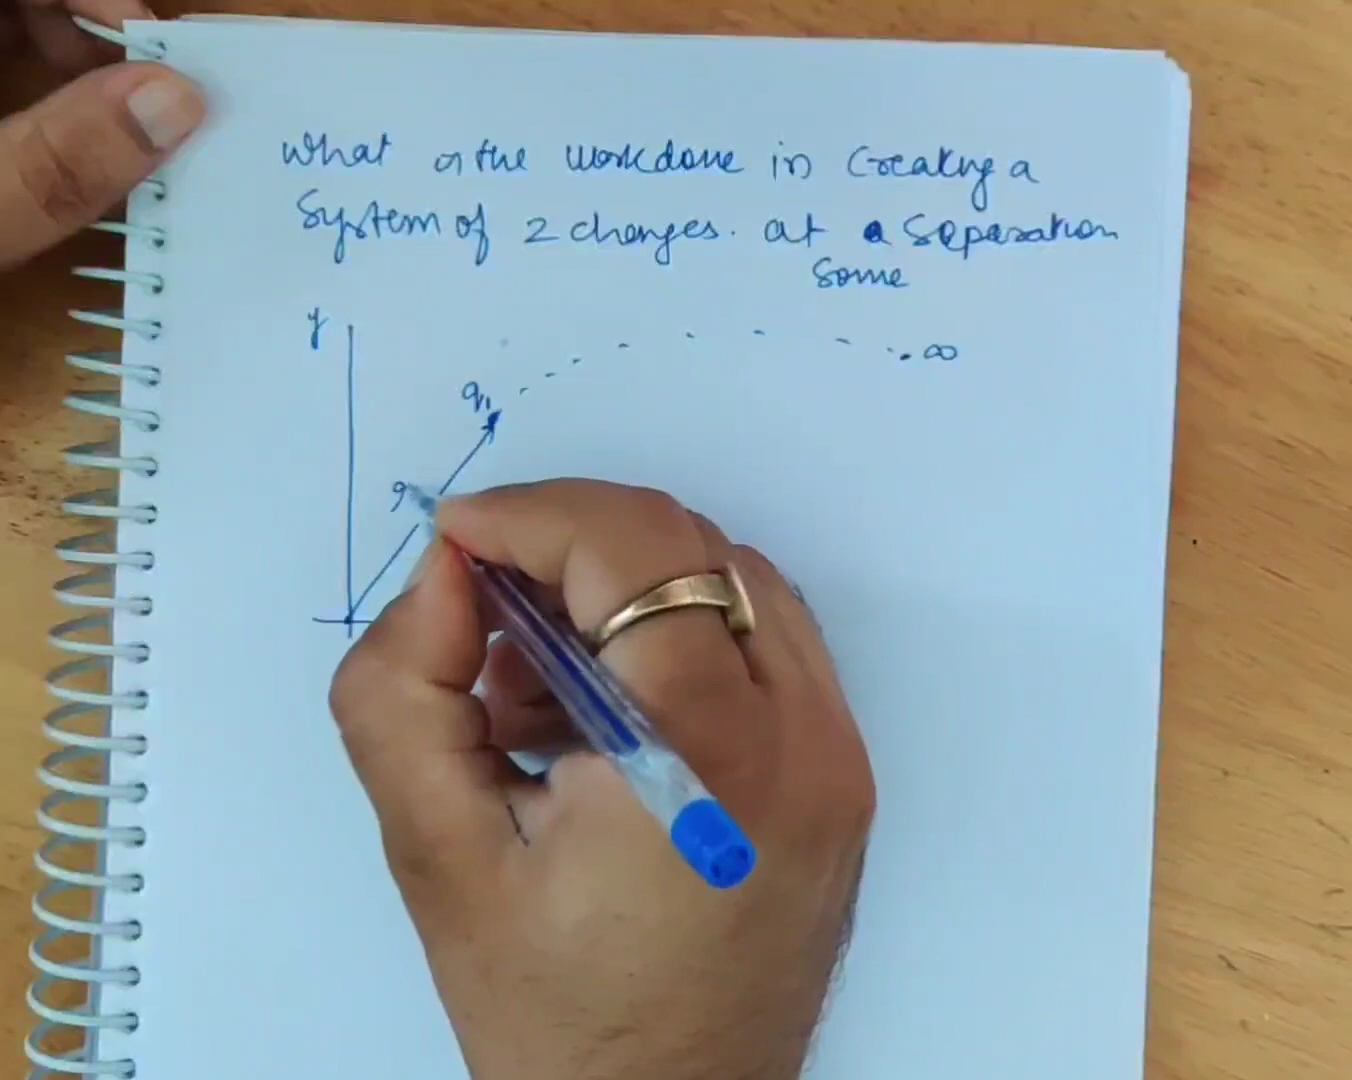 What is the workdone in Creating a
System of 2 charges. at a Separation
Some
y
∞
q₁